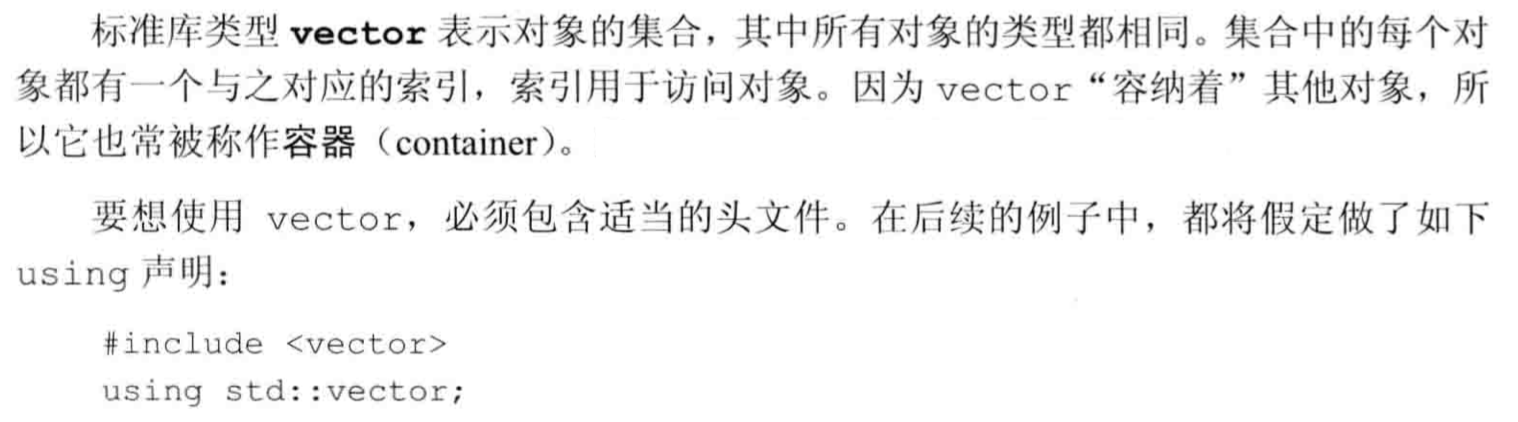 标准库类型 vector 表示对象的集合，其中所有对象的类型都相同。集合中的每个对
象都有一个与之对应的索引，索引用于访问对象。因为 vector“容纳着”其他对象，所
以它也常被称作容器（container）。
要想使用 vector，必须包含适当的头文件。在后续的例子中，都将假定做了如下
using 声明：
#include <vector>
using std::vector;